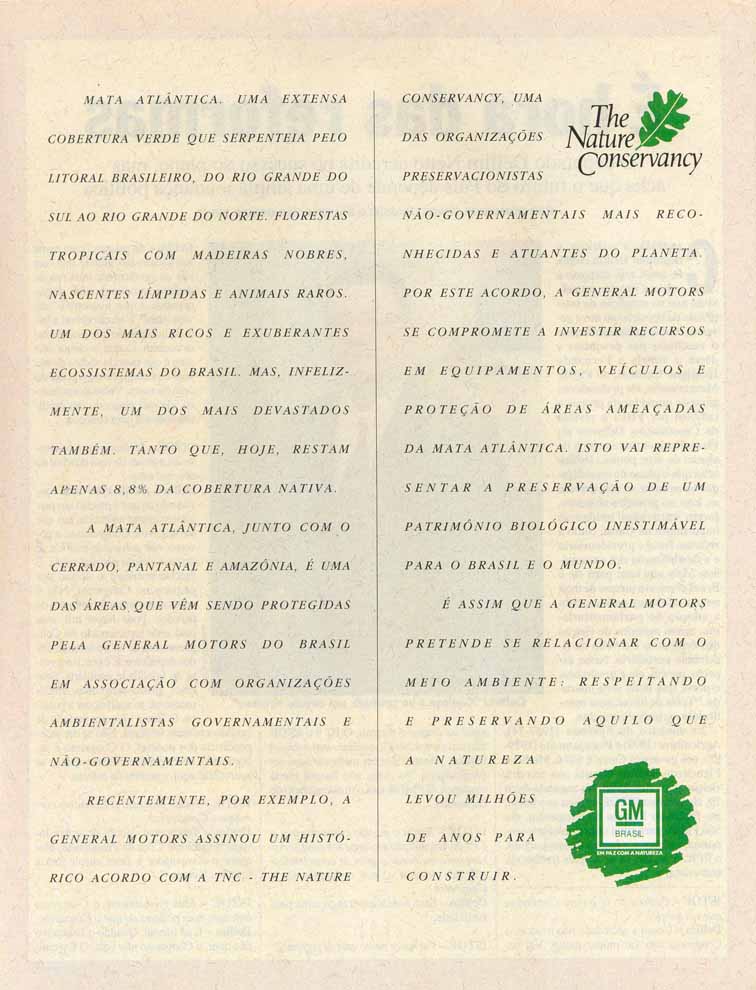 MATA ATLÂNTICA. UMA EXTENSA
COBERTURA VERDE QUE SERPENTEIA PELO
LITORAL BRASILEIRO, DO RIO GRANDE DO
SUL AO RIO GRANDE DO NORTE. FLORESTAS
TROPICAIS COM MADEIRAS NOBRES,
NASCENTES LÍMPIDAS E ANIMAIS RAROS.
UM DOS MAIS RICOS E EXUBERANTES
ECOSSISTEMAS DO BRASIL. MAS, INFELIZ-
MENTE, UM DOS MAIS DEVASTADOS
TAMBÉM. TANTO QUE, HOJE, RESTAM
APENAS 8,8% DA COBERTURA NATIVA.
A MATA ATLÂNTICA, JUNTO COM O
CERRADO, PANTANAL E AMAZÔNIA, É UMA
DAS ÁREAS QUE VÊM SENDO PROTEGIDAS
PELA GENERAL MOTORS DO BRASIL
EM ASSOCIAÇÃO COM ORGANIZAÇÕES
AMBIENTALISTAS GOVERNAMENTAIS E
NÃO-GOVERNAMENTAIS.
RECENTEMENTE, POR EXEMPLO, A
GENERAL MOTORS ASSINOU UM HISTÓ-
RICO ACORDO COM A TNC - THE NATURE
CONSERVANCY, UMA
DAS ORGANIZAÇÕES
PRESERVACIONISTAS
NÃO-GOVERNAMENTAIS MAIS RECO-
NHECIDAS E ATUANTES DO PLANETA.
POR ESTE ACORDO, A GENERAL MOTORS
SE COMPROMETE A INVESTIR RECURSOS
EM EQUIPAMENTOS, VEÍCULOS E
PROTEÇÃO DE ÁREAS AMEAÇADAS
DA MATA ATLÂNTICA. ISTO VAI REPRE-
SENTAR A PRESERVAÇÃO DE UM
PATRIMÔNIO BIOLÓGICO INESTIMÁVEL
PARA O BRASIL E O MUNDO.
É ASSIM QUE A GENERAL MOTORS
PRETENDE SE RELACIONAR COM O
MEIO AMBIENTE: RESPEITANDO
E PRESERVANDO AQUILO QUE
A NATUREZA
LEVOU MILHÕES
DE ANOS PARA
CONSTRUIR.
The
Nature
Conservancy
GM
BRASIL
EM PAZ COM A NATUREZA